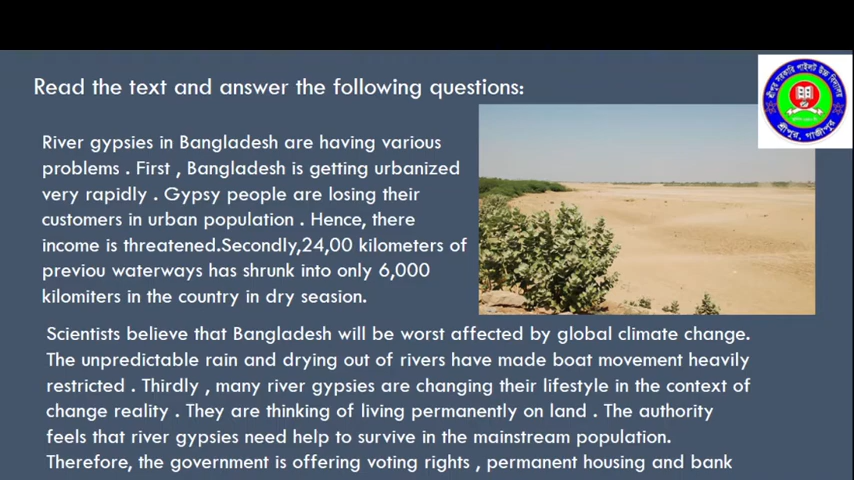 Read the text and answer the following questions:
শ্রীপুর সরকারি পাইলট উচ্চ বিদ্যালয়
শ্রীপুর, গাজীপুর
River gypsies in Bangladesh are having various
problems . First , Bangladesh is getting urbanized
very rapidly . Gypsy people are losing their
customers in urban population . Hence, there
income is threatened.Secondly,24,00 kilometers of
previou waterways has shrunk into only 6,000
kilomiters in the country in dry seasion.
Scientists believe that Bangladesh will be worst affected by global climate change.
The unpredictable rain and drying out of rivers have made boat movement heavily
restricted . Thirdly , many river gypsies are changing their lifestyle in the context of
change reality . They are thinking of living permanently on land . The authority
feels that river gypsies need help to survive in the mainstream population.
Therefore, the government is offering voting rights , permanent housing and bank